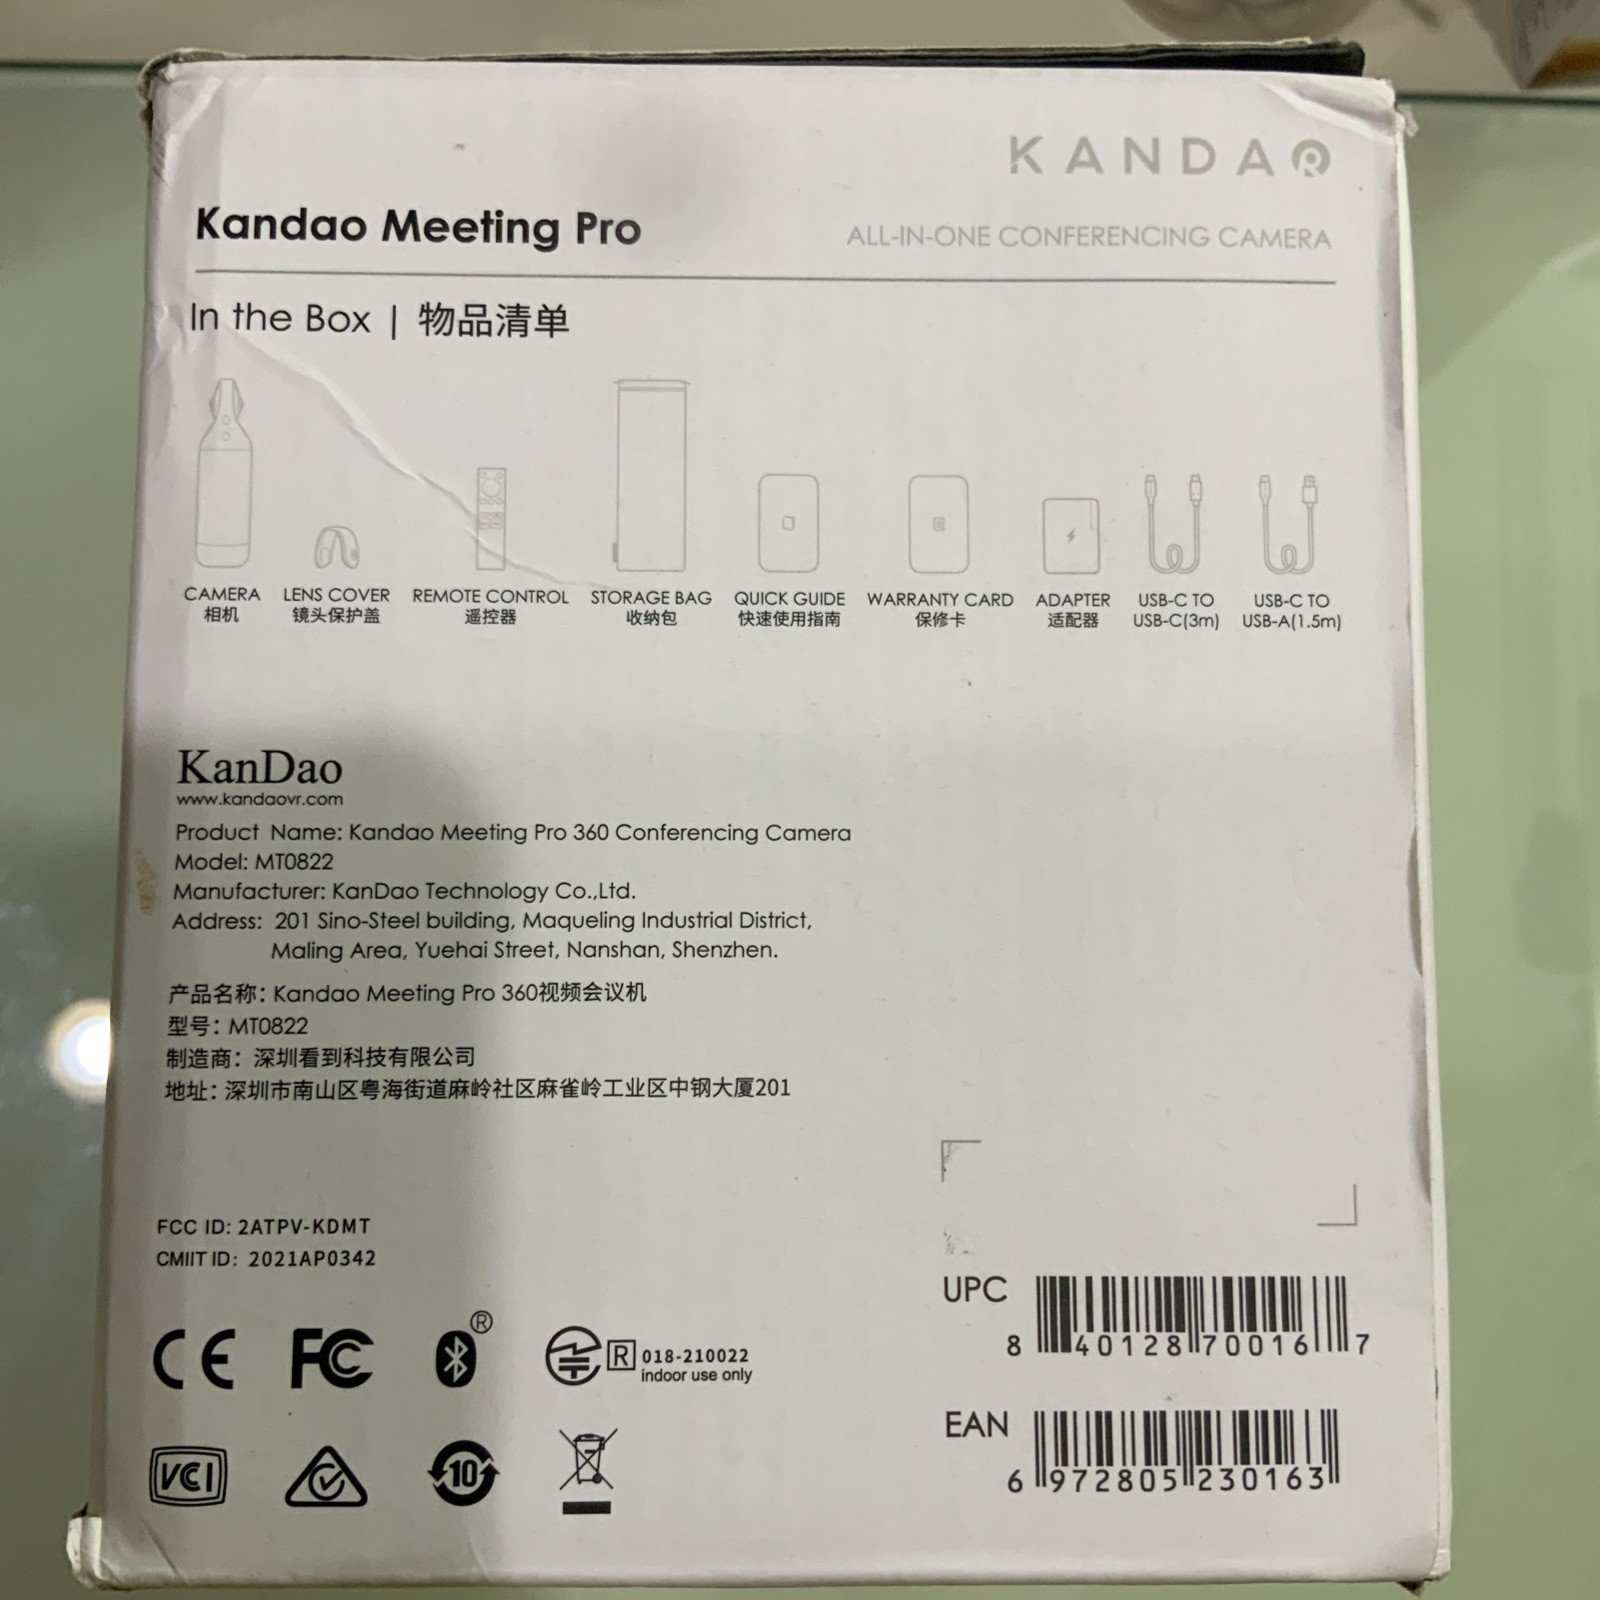 KANDAO
Kandao Meeting Pro
ALL-IN-ONE CONFERENCING CAMERA
In the Box | 物品清单
CAMERA
相机
LENS COVER
镜头保护盖
REMOTE CONTROL
遥控器
STORAGE BAG
收纳包
QUICK GUIDE
快速使用指南
WARRANTY CARD
保修卡
ADAPTER
适配器
USB-C TO
USB-C(3m)
USB-C TO
USB-A(1.5m)
KanDao
www.kandaovr.com
Product Name: Kandao Meeting Pro 360 Conferencing Camera
Model: MT0822
Manufacturer: KanDao Technology Co.,Ltd.
Address: 201 Sino-Steel building, Maqueling Industrial District,
Maling Area, Yuehai Street, Nanshan, Shenzhen.
产品名称：Kandao Meeting Pro 360视频会议机
型号：MT0822
制造商：深圳看到科技有限公司
地址：深圳市南山区粤海街道麻岭社区麻雀岭工业区中钢大厦201
FCC ID: 2ATPV-KDMT
CMIIT ID: 2021AP0342
CE FC ® R 018-210022
indoor use only
VCI 10
UPC
8 40128 70016 7
EAN
6 972805 230163